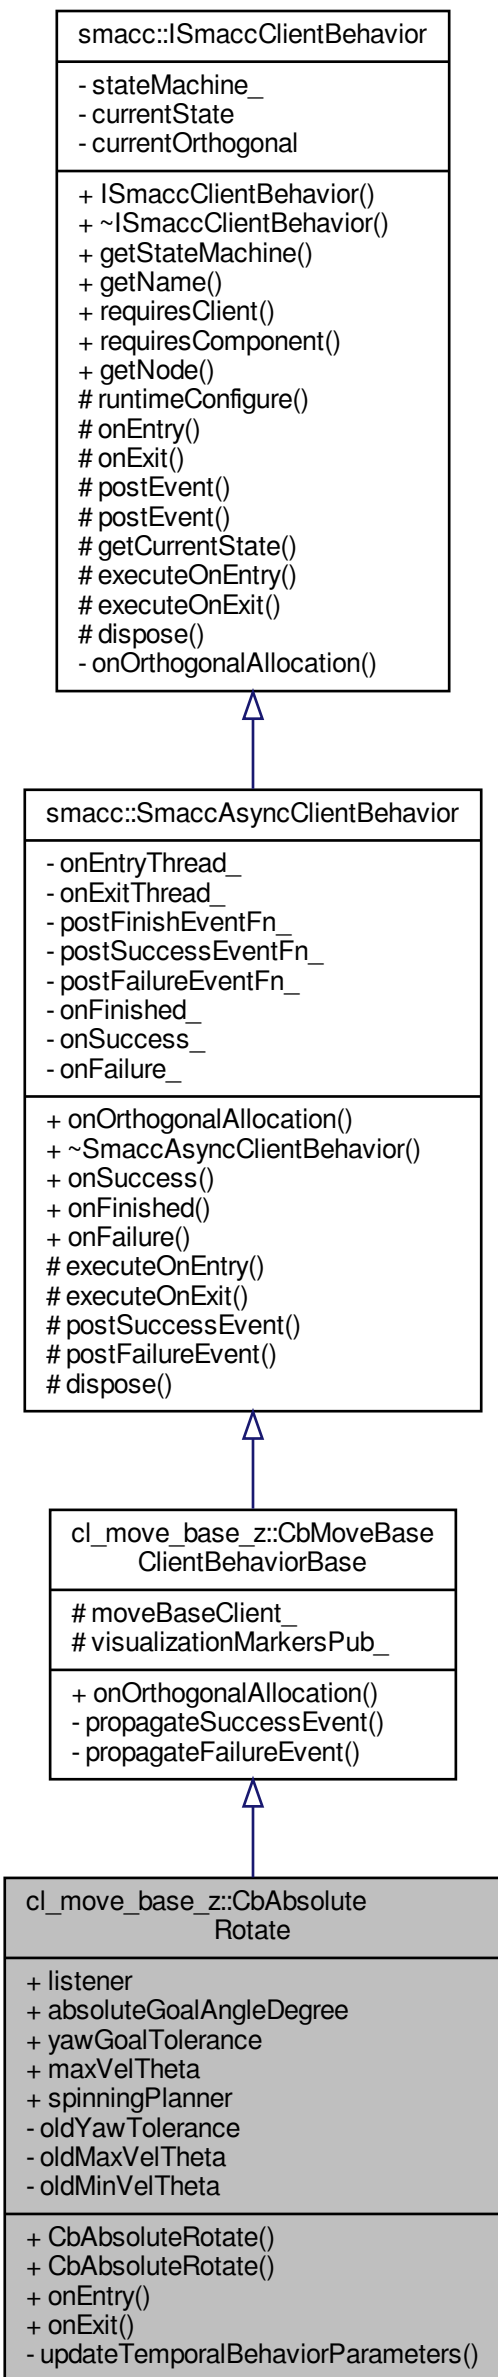 smacc::ISmaccClientBehavior
- stateMachine_
- currentState
- currentOrthogonal
+ ISmaccClientBehavior()
+ ~ISmaccClientBehavior()
+ getStateMachine()
+ getName()
+ requiresClient()
+ requiresComponent()
+ getNode()
# runtimeConfigure()
# onEntry()
# onExit()
# postEvent()
# postEvent()
# getCurrentState()
# executeOnEntry()
# executeOnExit()
# dispose()
- onOrthogonalAllocation()
smacc::SmaccAsyncClientBehavior
- onEntryThread_
- onExitThread_
- postFinishEventFn_
- postSuccessEventFn_
- postFailureEventFn_
- onFinished_
- onSuccess_
- onFailure_
+ onOrthogonalAllocation()
+ ~SmaccAsyncClientBehavior()
+ onSuccess()
+ onFinished()
+ onFailure()
# executeOnEntry()
# executeOnExit()
# postSuccessEvent()
# postFailureEvent()
# dispose()
cl_move_base_z::CbMoveBase
ClientBehaviorBase
# moveBaseClient_
# visualizationMarkersPub_
+ onOrthogonalAllocation()
- propagateSuccessEvent()
- propagateFailureEvent()
cl_move_base_z::CbAbsolute
Rotate
+ listener
+ absoluteGoalAngleDegree
+ yawGoalTolerance
+ maxVelTheta
+ spinningPlanner
- oldYawTolerance
- oldMaxVelTheta
- oldMinVelTheta
+ CbAbsoluteRotate()
+ CbAbsoluteRotate()
+ onEntry()
+ onExit()
- updateTemporalBehaviorParameters()